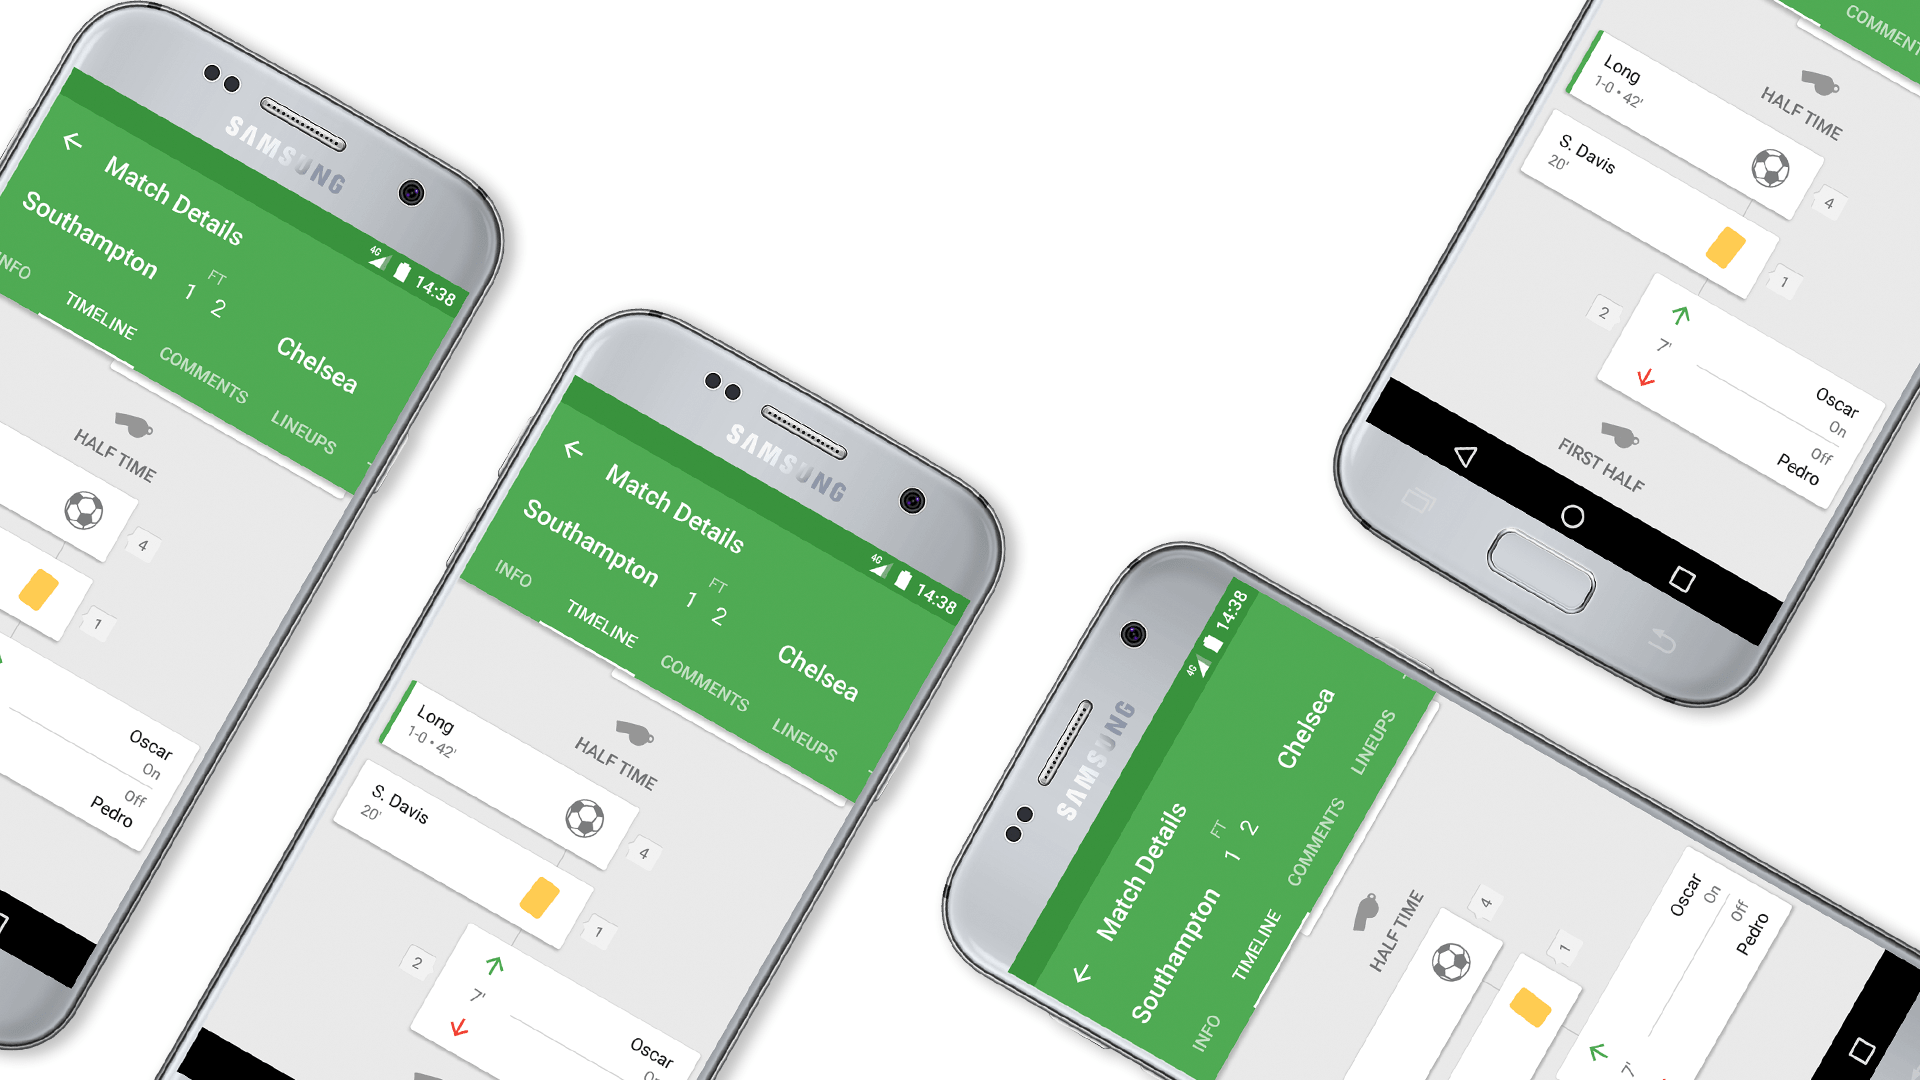 SAMSUNG
14:38
4G
Match Details
Southampton
FT
1 2
Chelsea
INFO
TIMELINE
COMMENTS
LINEUPS
HALF TIME
4
1
Oscar
On
Off
Pedro
SAMSUNG
14:38
4G
Match Details
Southampton
FT
1 2
Chelsea
INFO
TIMELINE
COMMENTS
LINEUPS
HALF TIME
Long
1-0 • 42'
4
S. Davis
20'
1
2
7'
Oscar
SAMSUNG
14:38
4G
Match Details
Southampton
FT
1 2
Chelsea
INFO
TIMELINE
COMMENTS
LINEUPS
HALF TIME
4
1
Oscar
On
Off
Pedro
7'
HALF TIME
Long
1-0 • 42'
4
S. Davis
20'
1
2
7'
Oscar
On
Off
Pedro
FIRST HALF